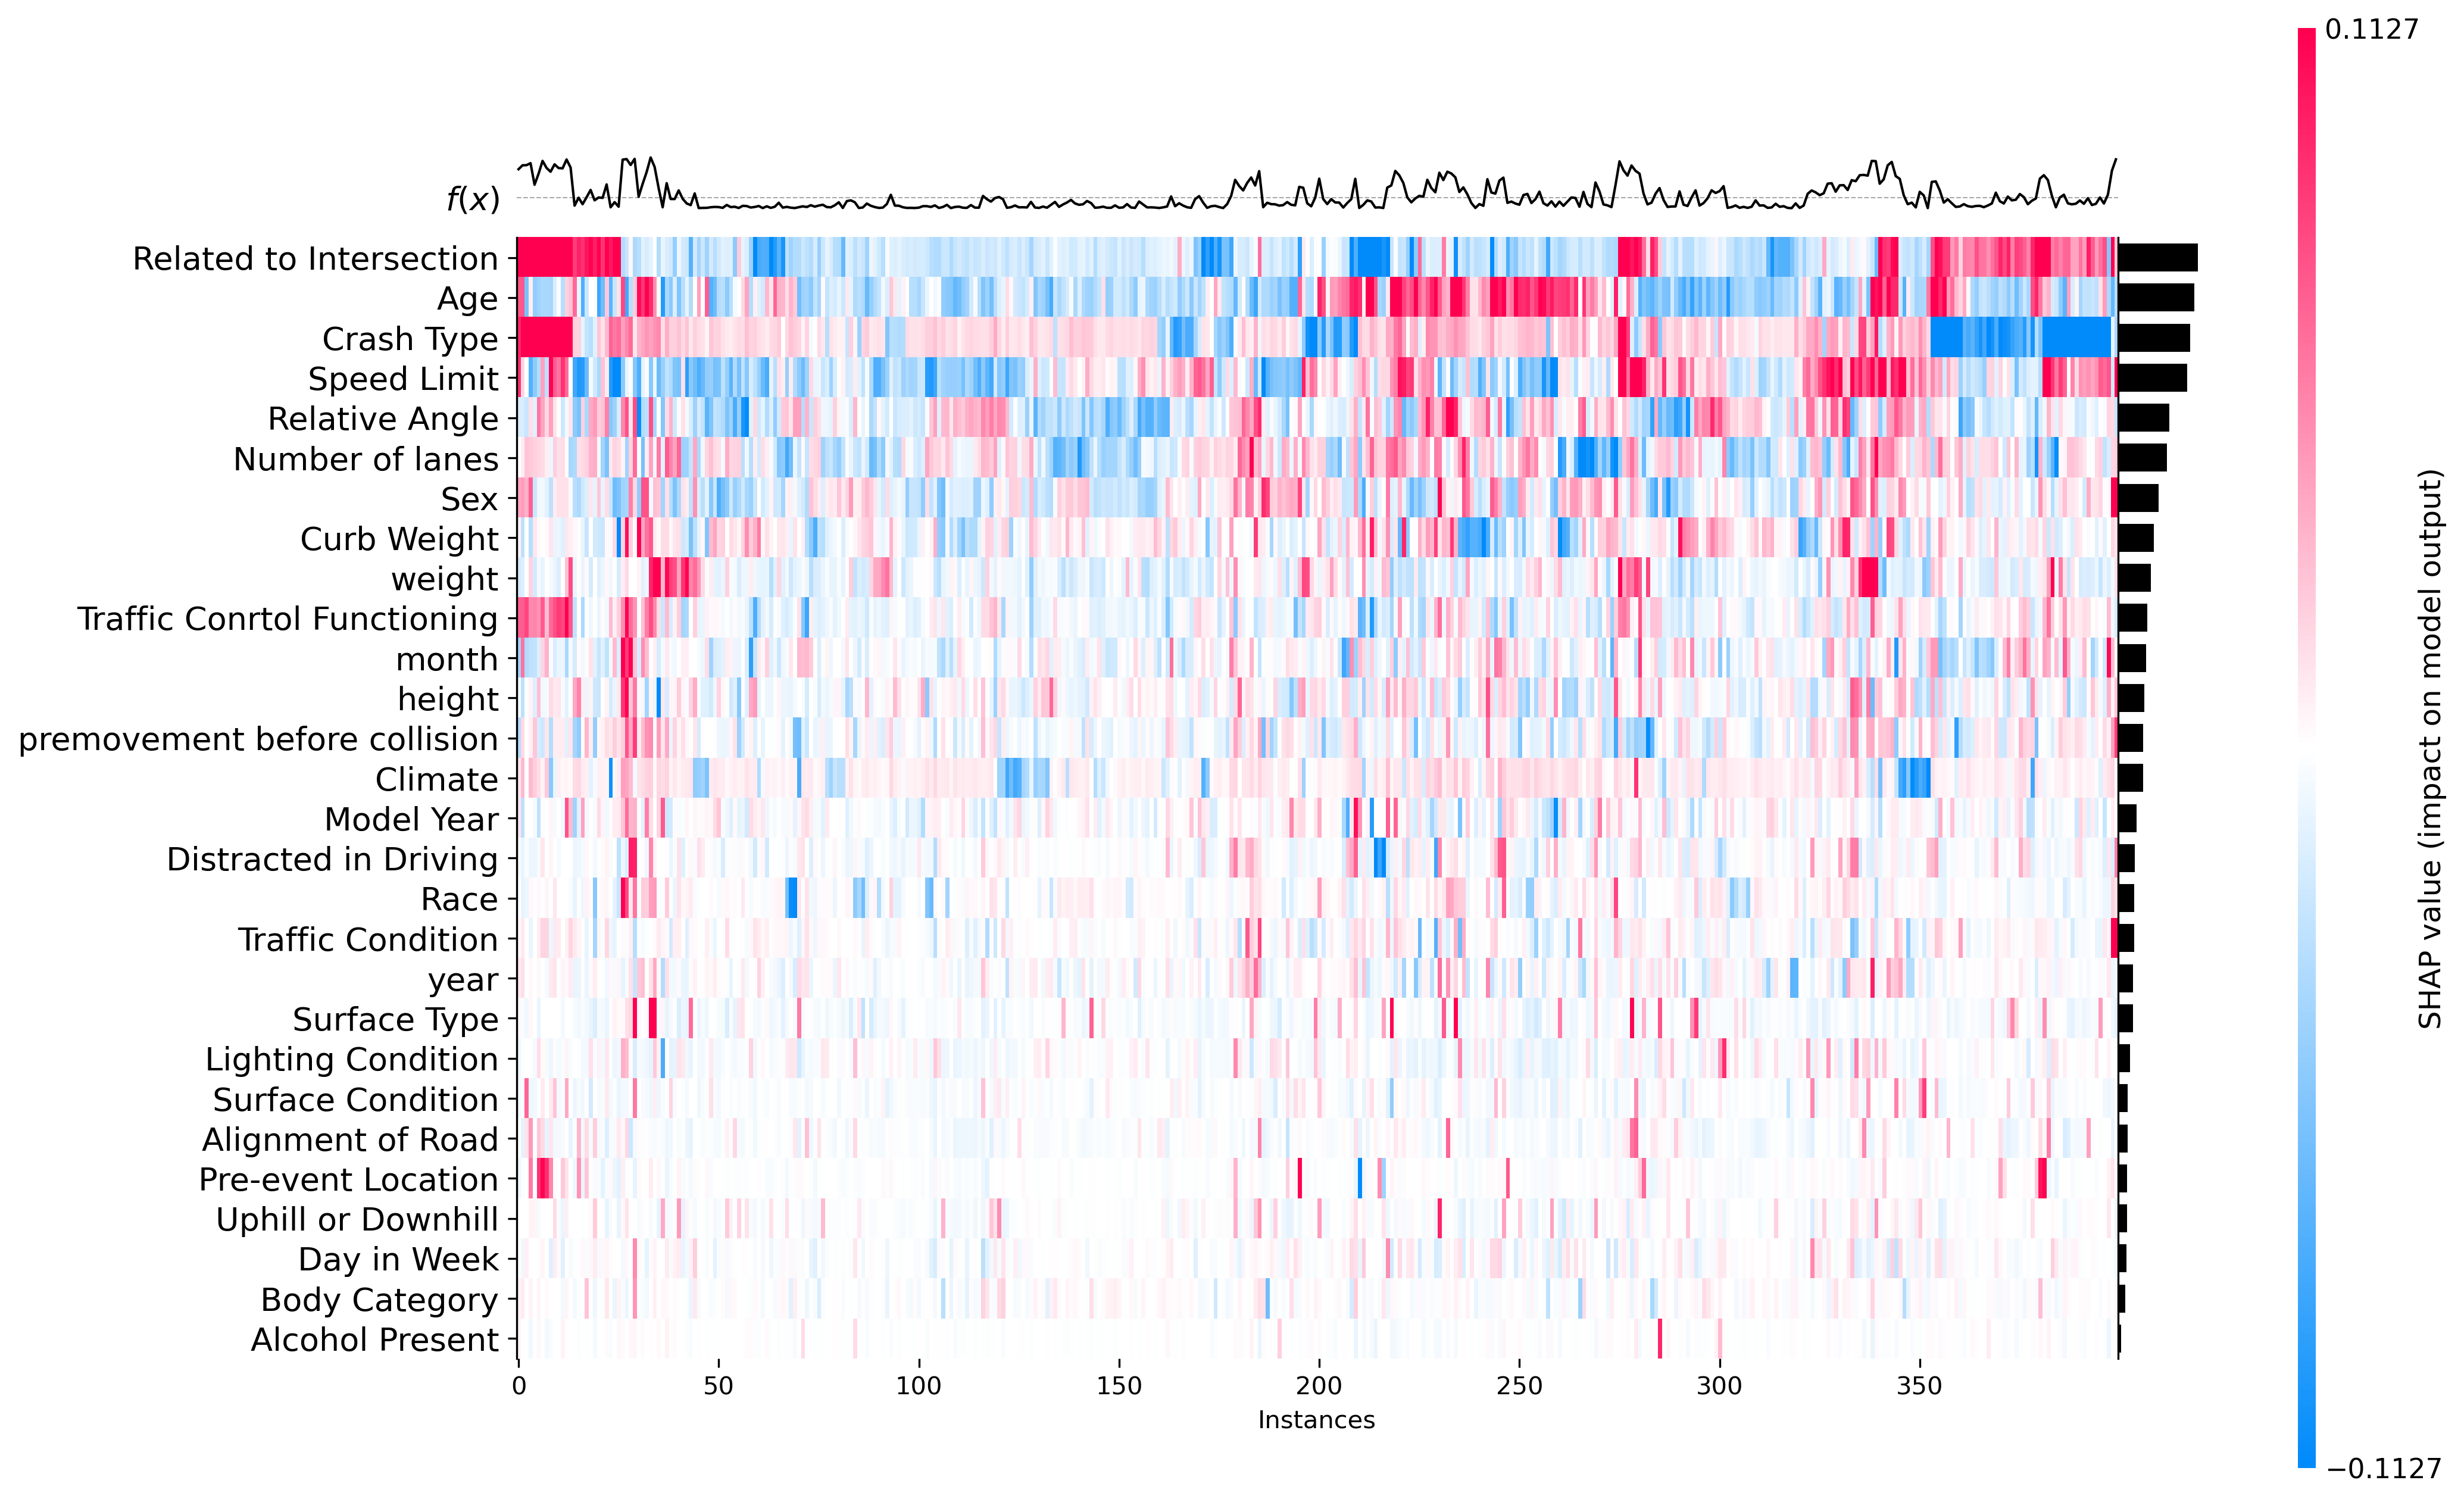 0.1127
f(x)
Related to Intersection
Age
Crash Type
Speed Limit
Relative Angle
Number of lanes
Sex
Curb Weight
weight
Traffic Conrtol Functioning
month
height
premovement before collision
Climate
Model Year
Distracted in Driving
Race
Traffic Condition
year
Surface Type
Lighting Condition
Surface Condition
Alignment of Road
Pre-event Location
Uphill or Downhill
Day in Week
Body Category
Alcohol Present
0 50 100 150 200 250 300 350
Instances
SHAP value (impact on model output)
−0.1127